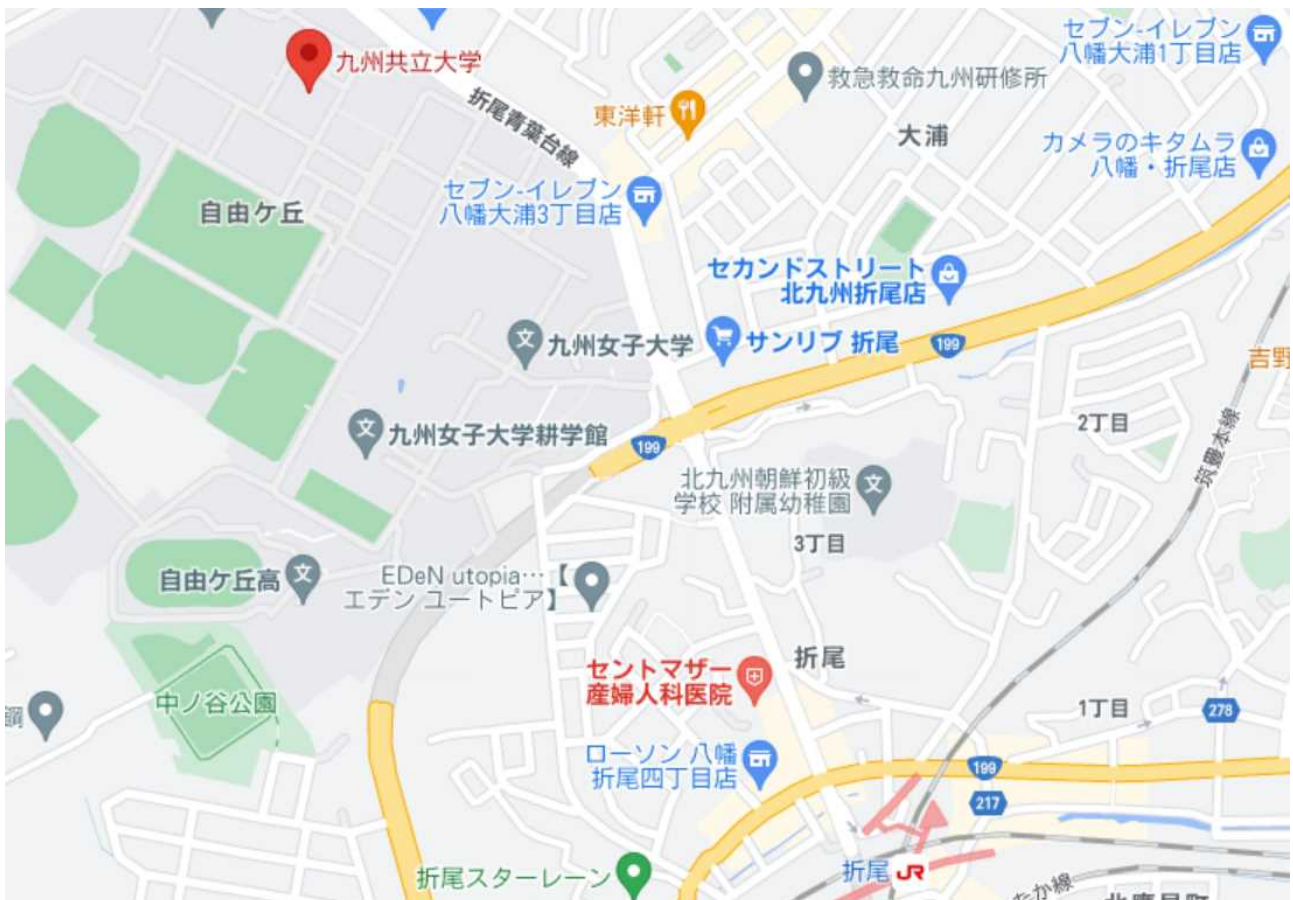 九州共立大学
折尾青葉台線
セブン-イレブン
八幡大浦1丁目店
救急救命九州研修所
東洋軒
大浦
カメラのキタムラ
八幡・折尾店
セブン-イレブン
八幡大浦3丁目店
自由ケ丘
セカンドストリート
北九州折尾店
九州女子大学
サンリブ 折尾
199
吉野
九州女子大学耕学館
199
2丁目
筑豊本線
北九州朝鮮初級
学校 附属幼稚園
3丁目
自由ケ丘高
EDeN utopia…【
エデン ユートピア】
セントマザー
産婦人科医院
折尾
中ノ谷公園
1丁目
278
ローソン 八幡
折尾四丁目店
199
217
折尾スターレーン
折尾 JR
たか線